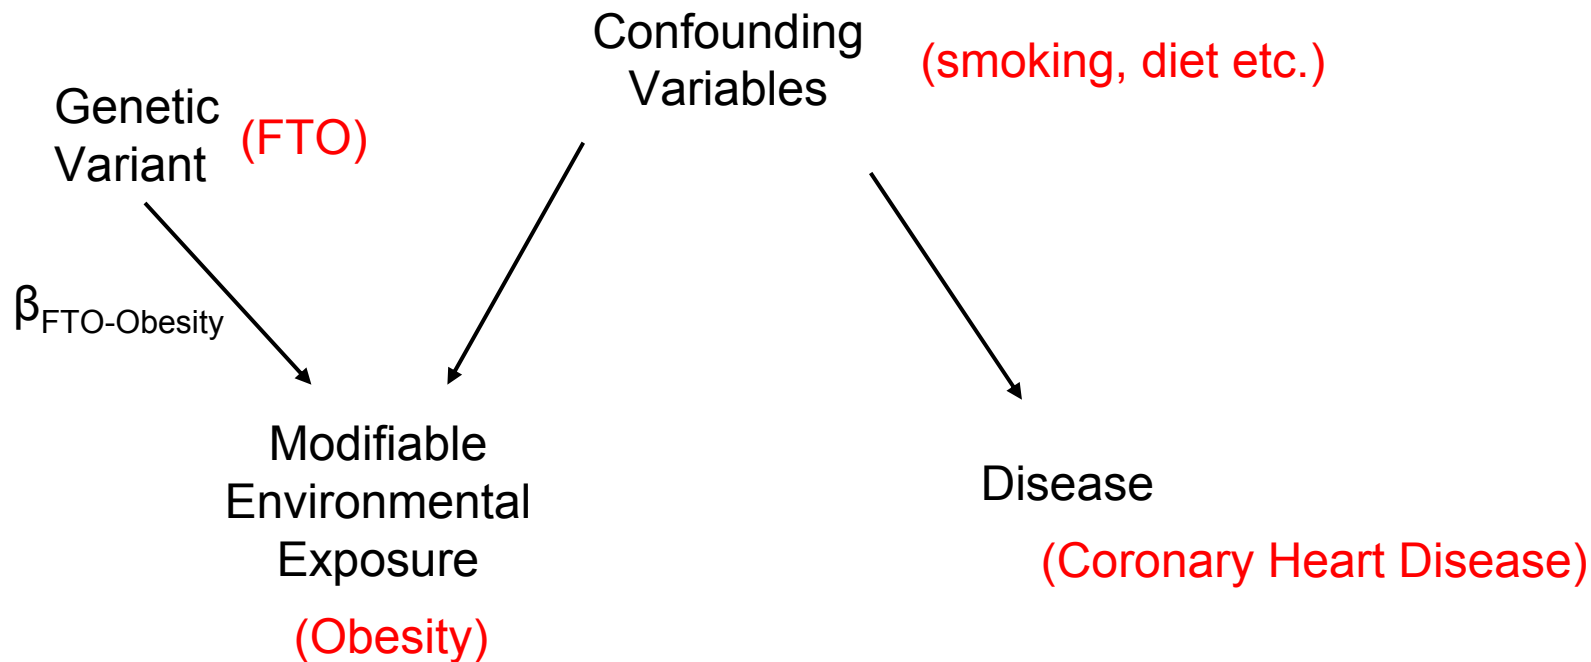 Confounding
Variables
(smoking, diet etc.)
Genetic
Variant
(FTO)
βFTO-Obesity
Modifiable
Environmental
Exposure
(Obesity)
Disease
(Coronary Heart Disease)